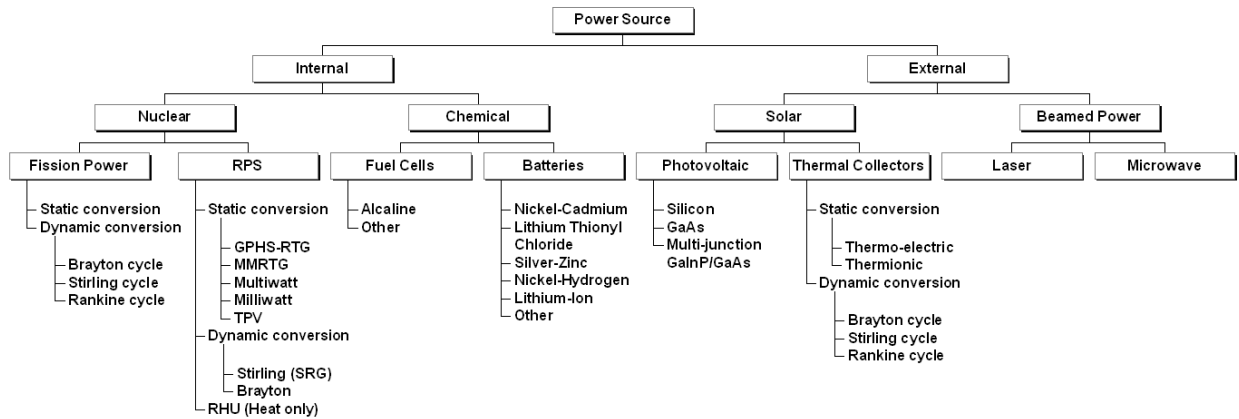 Power Source
Internal
External
Nuclear
Chemical
Solar
Beamed Power
Fission Power
RPS
Fuel Cells
Batteries
Photovoltaic
Thermal Collectors
Laser
Microwave
Static conversion
Dynamic conversion
Brayton cycle
Stirling cycle
Rankine cycle
Static conversion
GPHS-RTG
MMRTG
Multiwatt
Milliwatt
TPV
Dynamic conversion
Stirling (SRG)
Brayton
RHU (Heat only)
Alcaline
Other
Nickel-Cadmium
Lithium Thionyl
Chloride
Silver-Zinc
Nickel-Hydrogen
Lithium-Ion
Other
Silicon
GaAs
Multi-junction
GaInP/GaAs
Static conversion
Thermo-electric
Thermionic
Dynamic conversion
Brayton cycle
Stirling cycle
Rankine cycle